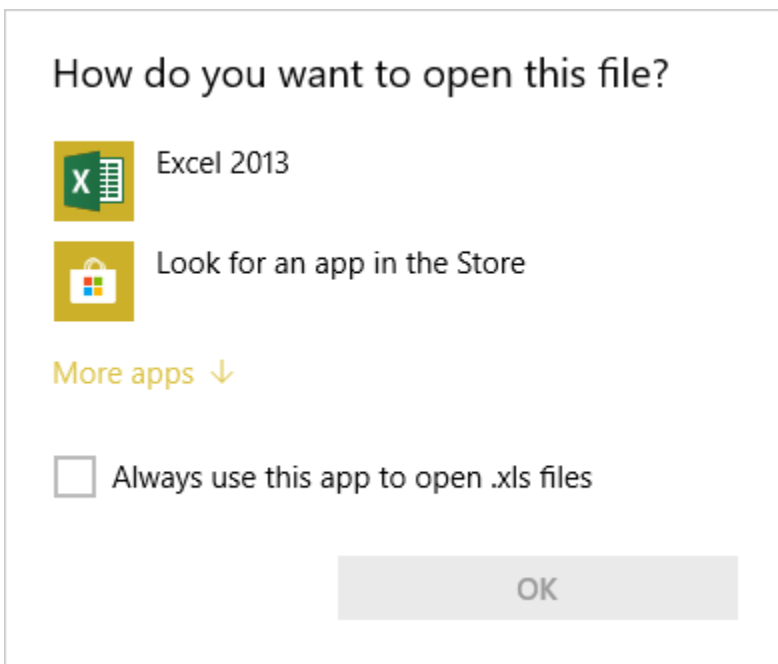 How do you want to open this file?
Excel 2013
Look for an app in the Store
More apps ↓
Always use this app to open .xls files
OK